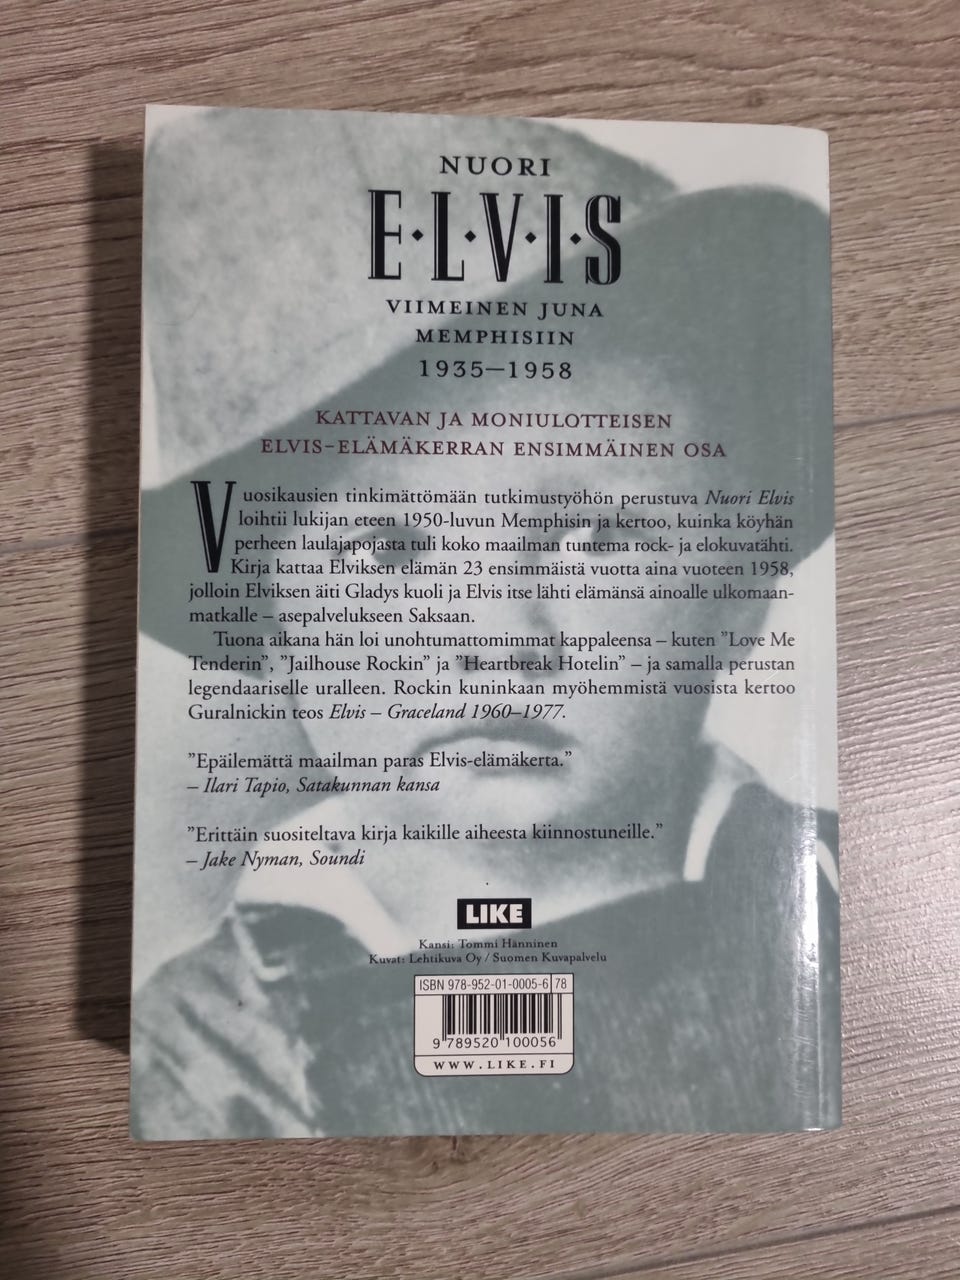 NUORI
E·L·V·I·S
VIIMEINEN JUNA
MEMPHISIIN
1935–1958
KATTAVAN JA MONIULOTTEISEN
ELVIS-ELÄMÄKERRAN ENSIMMÄINEN OSA
Vuosikausien tinkimättömään tutkimustyöhön perustuva Nuori Elvis
loihtii lukijan eteen 1950-luvun Memphisin ja kertoo, kuinka köyhän
perheen laulajapojasta tuli koko maailman tuntema rock- ja elokuvatähti.
Kirja kattaa Elviksen elämän 23 ensimmäistä vuotta aina vuoteen 1958,
jolloin Elviksen äiti Gladys kuoli ja Elvis itse lähti elämänsä ainoalle ulkomaan-
matkalle – asepalvelukseen Saksaan.
Tuona aikana hän loi unohtumattomimmat kappaleensa – kuten ”Love Me
Tenderin”, ”Jailhouse Rockin” ja ”Heartbreak Hotelin” – ja samalla perustan
legendaariselle uralleen. Rockin kuninkaan myöhemmistä vuosista kertoo
Guralnickin teos Elvis – Graceland 1960–1977.
”Epäilemättä maailman paras Elvis-elämäkerta.”
– Ilari Tapio, Satakunnan kansa
”Erittäin suositeltava kirja kaikille aiheesta kiinnostuneille.”
– Jake Nyman, Soundi
LIKE
Kansi: Tommi Hänninen
Kuvat: Lehtikuva Oy / Suomen Kuvapalvelu
ISBN 978-952-01-0005-6 78
9 789520 100056
WWW.LIKE.FI